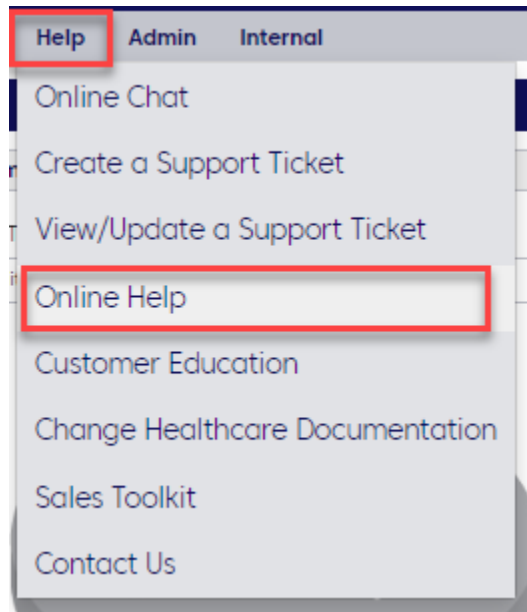 Help Admin Internal
Online Chat
Create a Support Ticket
View/Update a Support Ticket
Online Help
Customer Education
Change Healthcare Documentation
Sales Toolkit
Contact Us